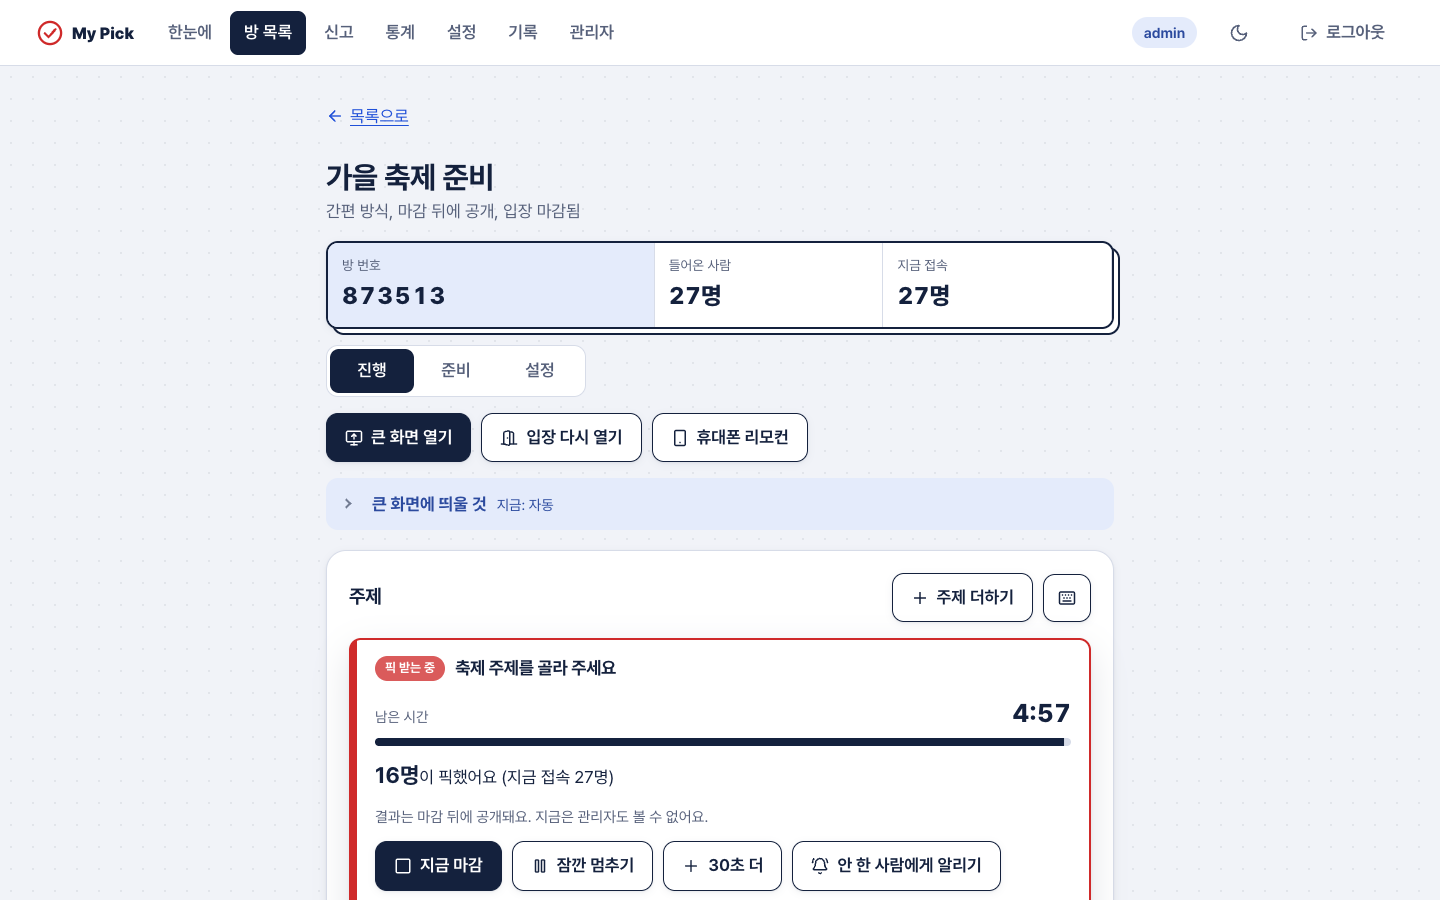 My Pick 한눈에 방 목록 신고 통계 설정 기록 관리자 admin 로그아웃
목록으로
가을 축제 준비
간편 방식, 마감 뒤에 공개, 입장 마감됨
방 번호 들어온 사람 지금 접속
873513 27명 27명
진행 준비 설정
큰 화면 열기 입장 다시 열기 휴대폰 리모컨
큰 화면에 띄울 것 지금: 자동
주제 주제 더하기
픽 받는 중 축제 주제를 골라 주세요
남은 시간 4:57
16명이 픽했어요 (지금 접속 27명)
결과는 마감 뒤에 공개돼요. 지금은 관리자도 볼 수 없어요.
지금 마감 잠깐 멈추기 30초 더 안 한 사람에게 알리기